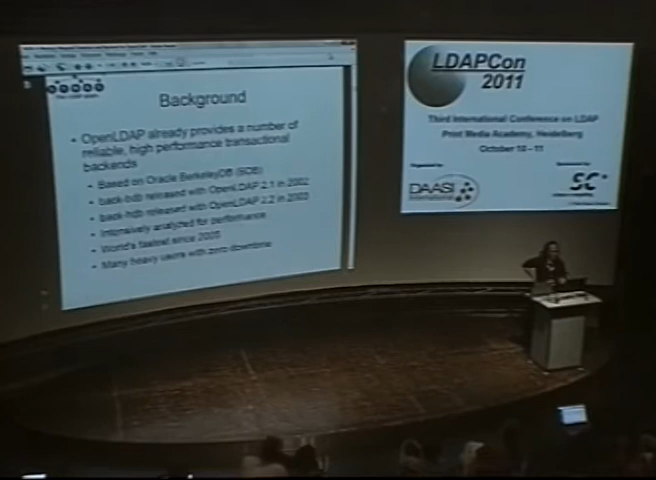 Background
• OpenLDAP already provides a number of
reliable, high performance transactional
backends
• Based on Oracle BerkeleyDB (BDB)
• back-bdb released with OpenLDAP 2.1 in 2002
• back-hdb released with OpenLDAP 2.2 in 2003
• Intensively analyzed for performance
• World's fastest since 2005
• Many heavy users with zero downtime
LDAPCon
2011
Third International Conference on LDAP
Print Media Academy, Heidelberg
October 10 - 11
DAASI
International